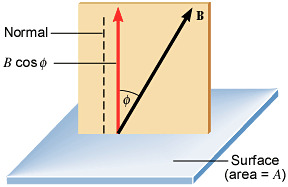 B
Normal
B cos ϕ
ϕ
Surface
(area = A)